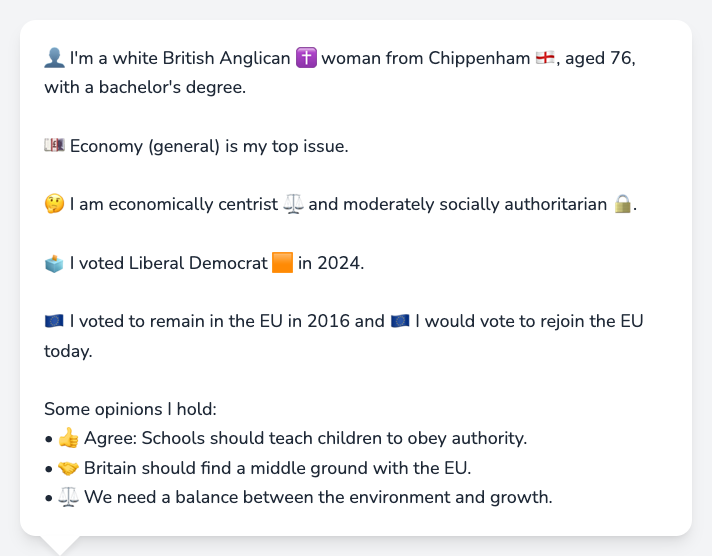 👤 I'm a white British Anglican ✝️ woman from Chippenham 🏴󠁧󠁢󠁥󠁮󠁧󠁿, aged 76,
with a bachelor's degree.
💷 Economy (general) is my top issue.
🤔 I am economically centrist ⚖️ and moderately socially authoritarian 🔒.
🗳️ I voted Liberal Democrat 🟧 in 2024.
🇪🇺 I voted to remain in the EU in 2016 and 🇪🇺 I would vote to rejoin the EU
today.
Some opinions I hold:
• 👍 Agree: Schools should teach children to obey authority.
• 🤝 Britain should find a middle ground with the EU.
• ⚖️ We need a balance between the environment and growth.